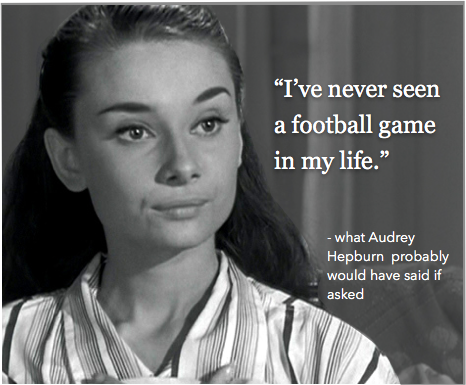 “I’ve never seen
a football game
in my life.”
- what Audrey
Hepburn  probably
would have said if
asked